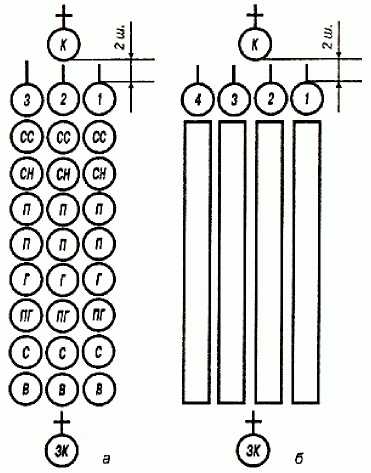 К К
2 ш. 2 ш.
3 2 1 4 3 2 1
СС СС СС
СН СН СН
П П П
П П П
Г Г Г
ПГ ПГ ПГ
С С С
В В В
ЗК а ЗК б